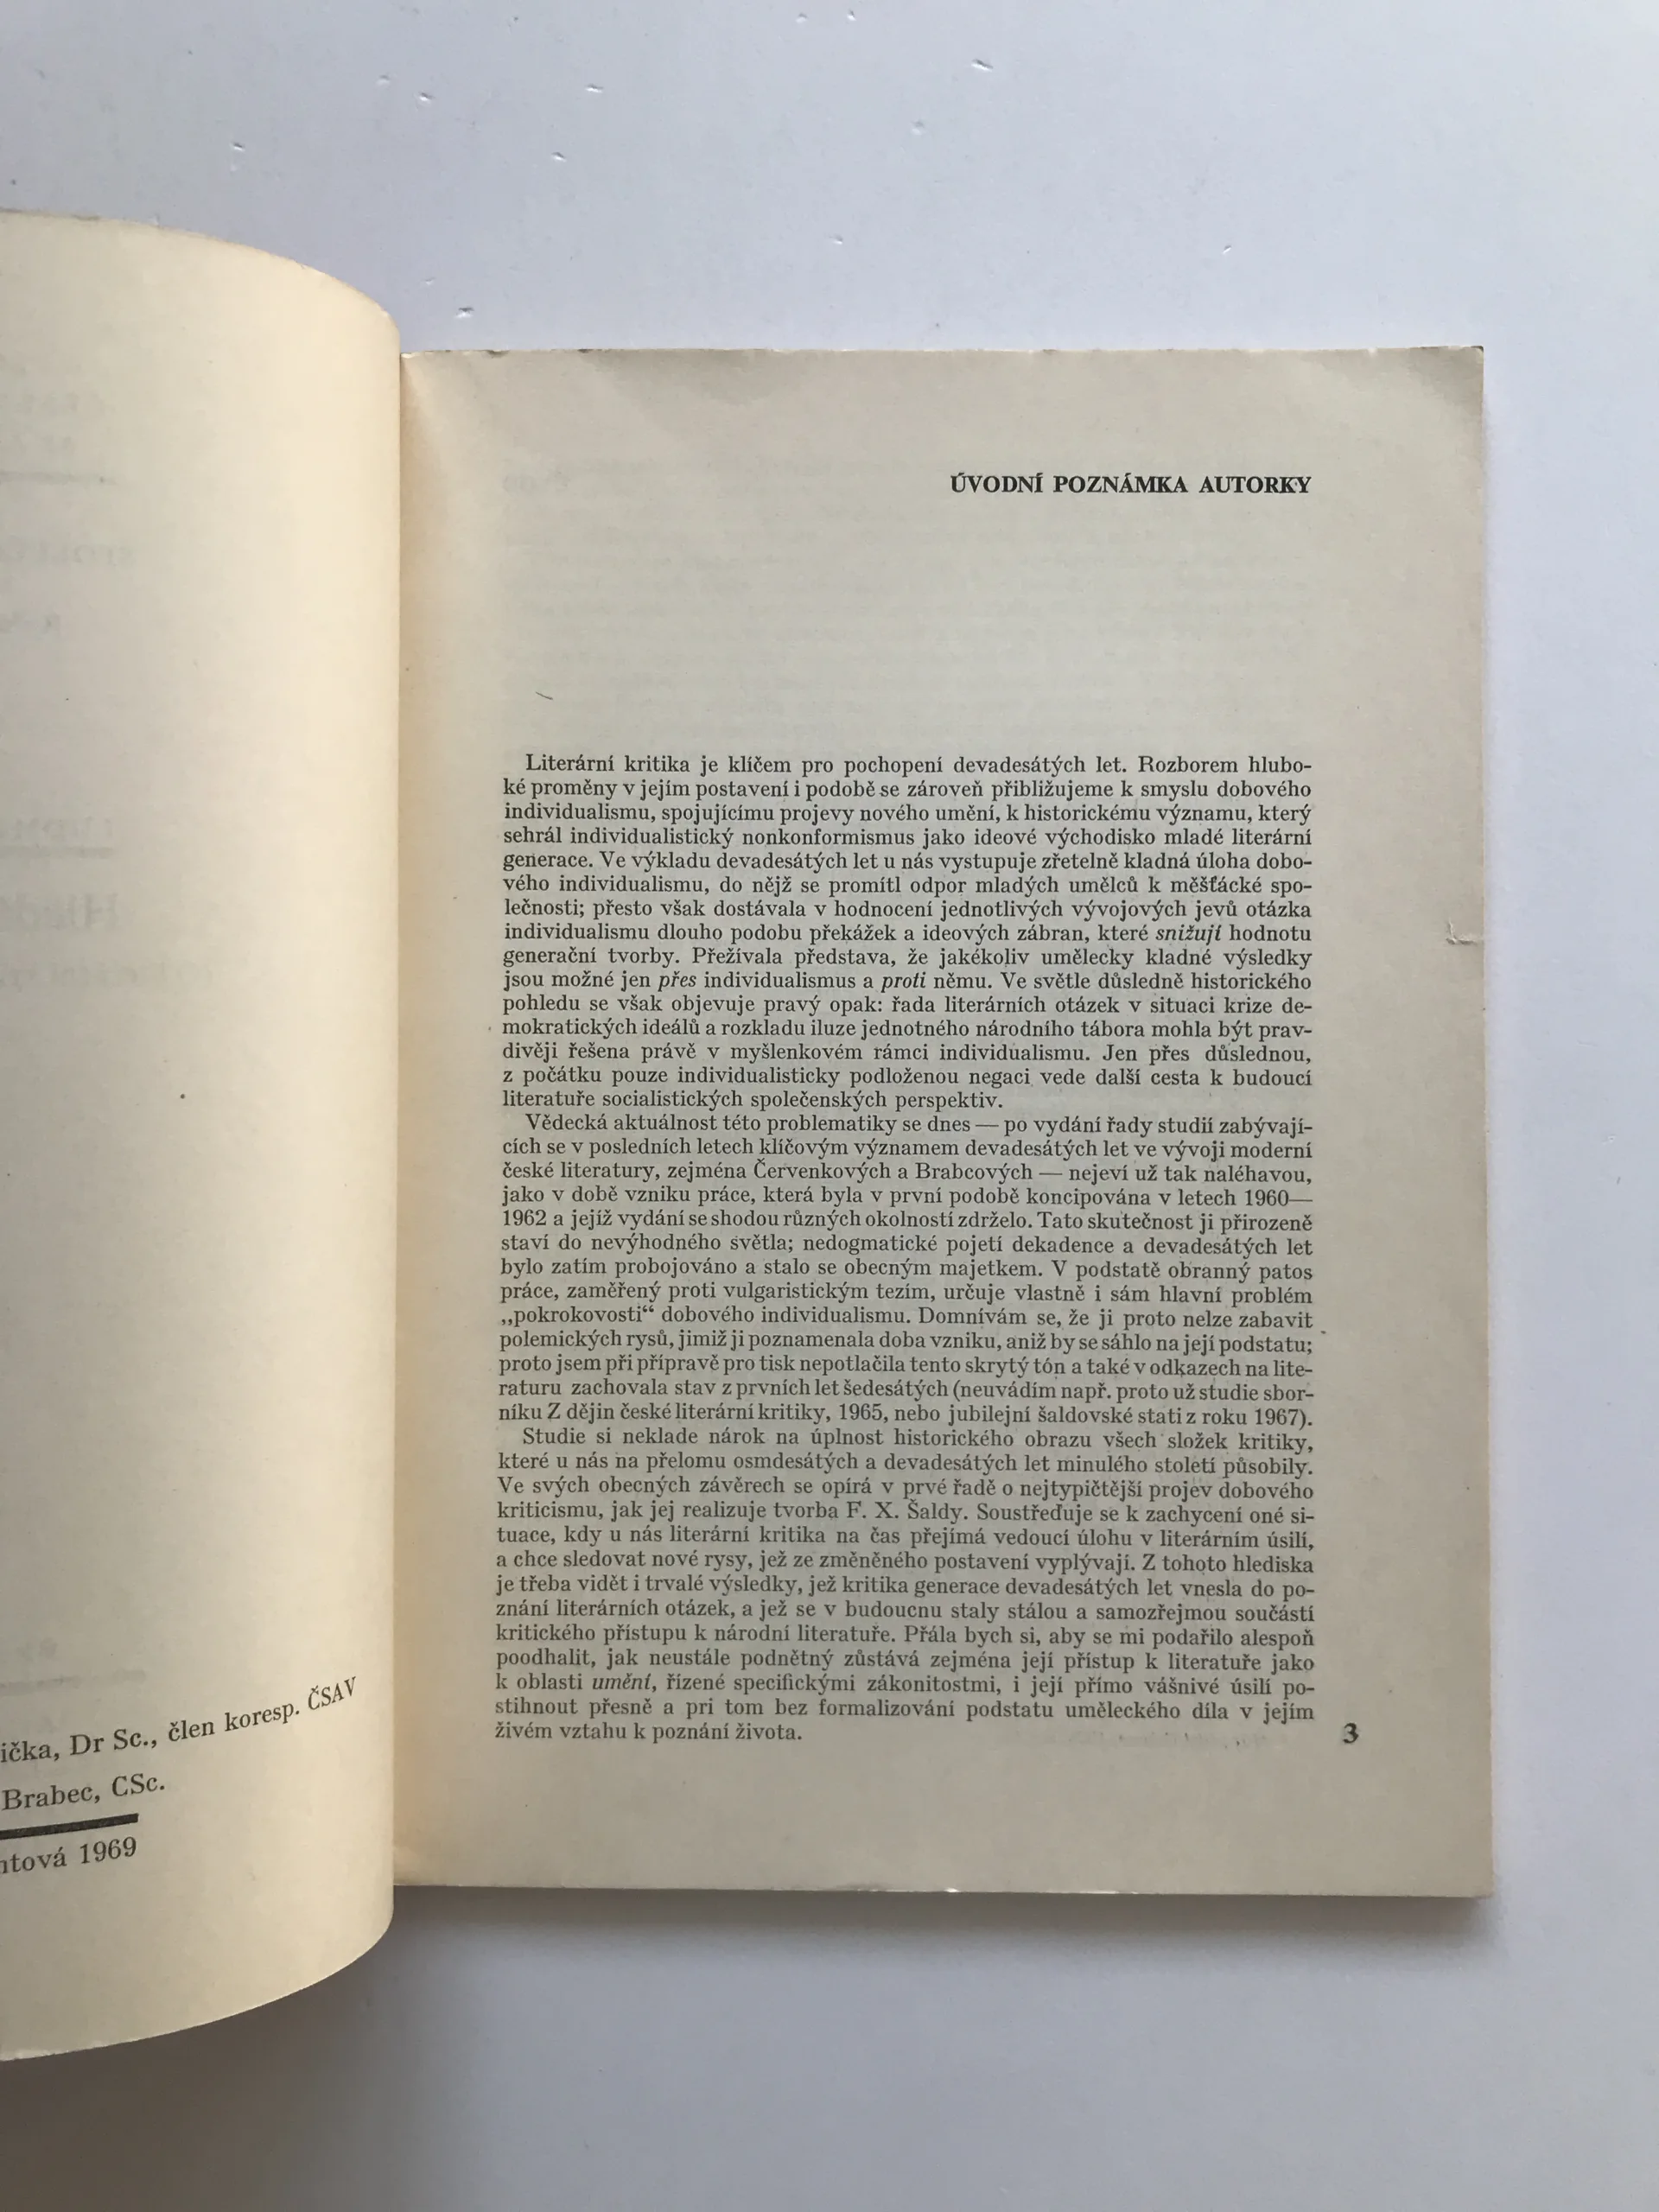 ička, Dr Sc., člen koresp. ČSAV
Brabec, CSc.
ntová 1969
ÚVODNÍ POZNÁMKA AUTORKY
Literární kritika je klíčem pro pochopení devadesátých let. Rozborem hlubo-
ké proměny v jejím postavení i podobě se zároveň přibližujeme k smyslu dobového
individualismu, spojujícímu projevy nového umění, k historickému významu, který
sehrál individualistický nonkonformismus jako ideové východisko mladé literární
generace. Ve výkladu devadesátých let u nás vystupuje zřetelně kladná úloha dobo-
vého individualismu, do nějž se promítl odpor mladých umělců k měšťácké spo-
lečnosti; přesto však dostávala v hodnocení jednotlivých vývojových jevů otázka
individualismu dlouho podobu překážek a ideových zábran, které snižují hodnotu
generační tvorby. Přežívala představa, že jakékoliv umělecky kladné výsledky
jsou možné jen přes individualismus a proti němu. Ve světle důsledně historického
pohledu se však objevuje pravý opak: řada literárních otázek v situaci krize de-
mokratických ideálů a rozkladu iluze jednotného národního tábora mohla být prav-
divěji řešena právě v myšlenkovém rámci individualismu. Jen přes důslednou,
z počátku pouze individualisticky podloženou negaci vede další cesta k budoucí
literatuře socialistických společenských perspektiv.
Vědecká aktuálnost této problematiky se dnes — po vydání řady studií zabývají-
cích se v posledních letech klíčovým významem devadesátých let ve vývoji moderní
české literatury, zejména Červenkových a Brabcových — nejeví už tak naléhavou,
jako v době vzniku práce, která byla v první podobě koncipována v letech 1960—
1962 a jejíž vydání se shodou různých okolností zdrželo. Tato skutečnost ji přirozeně
staví do nevýhodného světla; nedogmatické pojetí dekadence a devadesátých let
bylo zatím probojováno a stalo se obecným majetkem. V podstatě obranný patos
práce, zaměřený proti vulgaristickým tezím, určuje vlastně i sám hlavní problém
„pokrokovosti“ dobového individualismu. Domnívám se, že ji proto nelze zabavit
polemických rysů, jimiž ji poznamenala doba vzniku, aniž by se sáhlo na její podstatu;
proto jsem při přípravě pro tisk nepotlačila tento skrytý tón a také v odkazech na lite-
raturu zachovala stav z prvních let šedesátých (neuvádím např. proto už studie sbor-
níku Z dějin české literární kritiky, 1965, nebo jubilejní šaldovské stati z roku 1967).
Studie si neklade nárok na úplnost historického obrazu všech složek kritiky,
které u nás na přelomu osmdesátých a devadesátých let minulého století působily.
Ve svých obecných závěrech se opírá v prvé řadě o nejtypičtější projev dobového
kriticismu, jak jej realizuje tvorba F. X. Šaldy. Soustřeďuje se k zachycení oné si-
tuace, kdy u nás literární kritika na čas přejímá vedoucí úlohu v literárním úsilí,
a chce sledovat nové rysy, jež ze změněného postavení vyplývají. Z tohoto hlediska
je třeba vidět i trvalé výsledky, jež kritika generace devadesátých let vnesla do po-
znání literárních otázek, a jež se v budoucnu staly stálou a samozřejmou součástí
kritického přístupu k národní literatuře. Přála bych si, aby se mi podařilo alespoň
poodhalit, jak neustále podnětný zůstává zejména její přístup k literatuře jako
k oblasti umění, řízené specifickými zákonitostmi, i její přímo vášnivé úsilí po-
stihnout přesně a pri tom bez formalizování podstatu uměleckého díla v jejím
živém vztahu k poznání života.
3